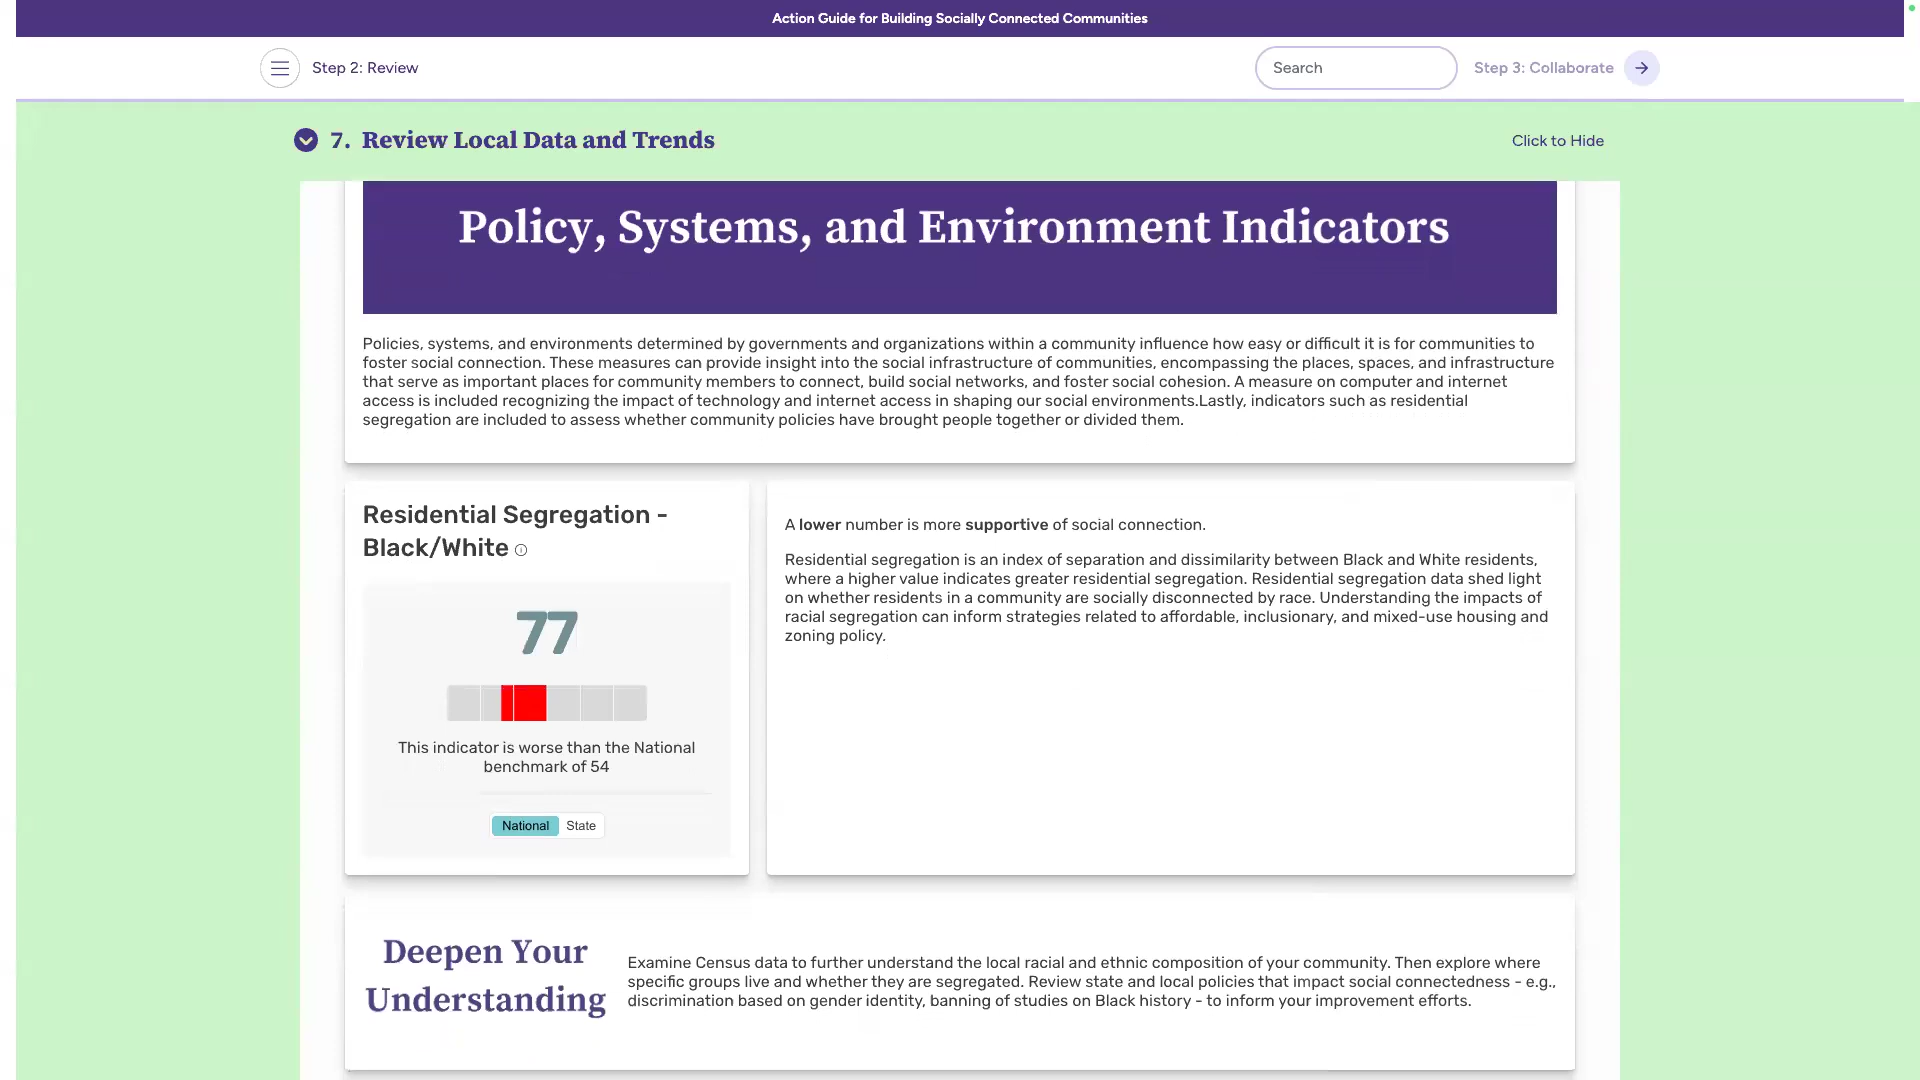 Action Guide for Building Socially Connected Communities
Step 2: Review
Search
Step 3: Collaborate
7. Review Local Data and Trends
Click to Hide
Policy, Systems, and Environment Indicators
Policies, systems, and environments determined by governments and organizations within a community influence how easy or difficult it is for communities to
foster social connection. These measures can provide insight into the social infrastructure of communities, encompassing the places, spaces, and infrastructure
that serve as important places for community members to connect, build social networks, and foster social cohesion. A measure on computer and internet
access is included recognizing the impact of technology and internet access in shaping our social environments.Lastly, indicators such as residential
segregation are included to assess whether community policies have brought people together or divided them.
Residential Segregation -
Black/White
77
This indicator is worse than the National
benchmark of 54
National State
A lower number is more supportive of social connection.
Residential segregation is an index of separation and dissimilarity between Black and White residents,
where a higher value indicates greater residential segregation. Residential segregation data shed light
on whether residents in a community are socially disconnected by race. Understanding the impacts of
racial segregation can inform strategies related to affordable, inclusionary, and mixed-use housing and
zoning policy.
Deepen Your
Understanding
Examine Census data to further understand the local racial and ethnic composition of your community. Then explore where
specific groups live and whether they are segregated. Review state and local policies that impact social connectedness - e.g.,
discrimination based on gender identity, banning of studies on Black history - to inform your improvement efforts.